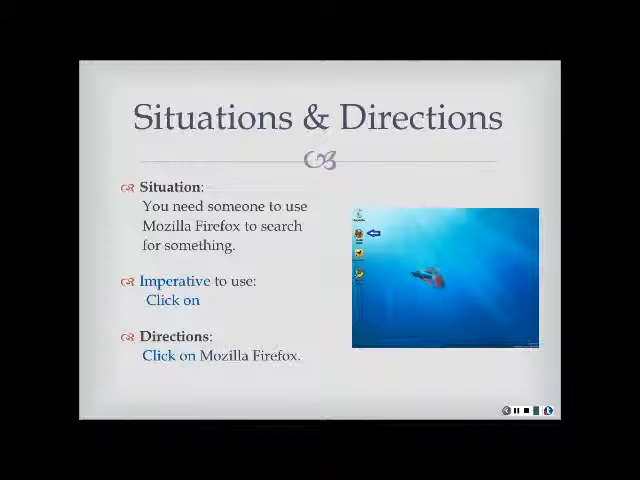 Situations & Directions
Situation:
You need someone to use
Mozilla Firefox to search
for something.
Imperative to use:
Click on
Directions:
Click on Mozilla Firefox.